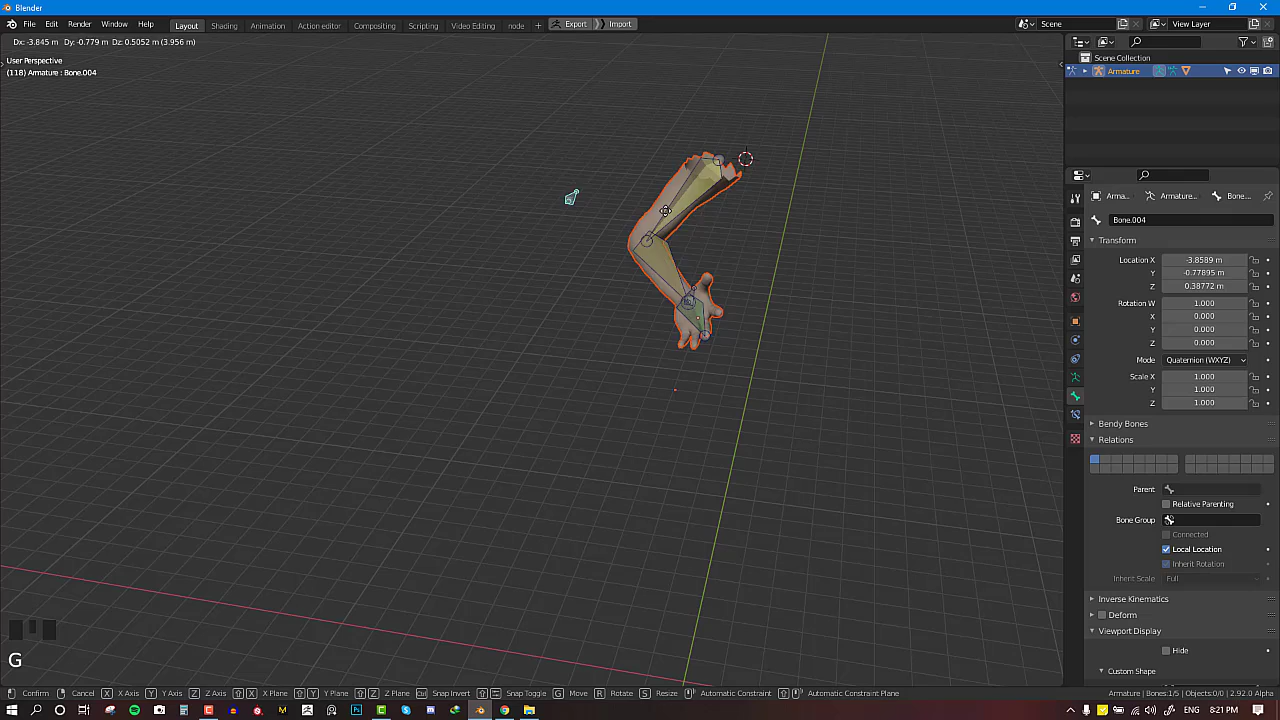 Blender
File Edit Render Window Help Layout Shading Animation Action editor Compositing Scripting Video Editing node + Export Import Scene View Layer
Dx: -3.845 m Dy: -0.779 m Dz: 0.5052 m (3.956 m)
User Perspective
(118) Armature : Bone.004
Scene Collection
Armature
Arma... Armature... Bone...
Bone.004
Transform
Location X -3.8589 m
Y -0.77895 m
Z 0.38772 m
Rotation W 1.000
X 0.000
Y 0.000
Z 0.000
Mode Quaternion (WXYZ)
Scale X 1.000
Y 1.000
Z 1.000
Bendy Bones
Relations
Parent
Relative Parenting
Bone Group
Connected
Local Location
Inherit Rotation
Inherit Scale Full
Inverse Kinematics
Deform
Viewport Display
Hide
Custom Shape
G
Confirm Cancel X X Axis Y Y Axis Z Z Axis X X Plane Y Y Plane Z Z Plane Snap Invert Snap Toggle G Move R Rotate S Resize Automatic Constraint Automatic Constraint Plane Armature | Bones:1/5 | Objects:0/0 | 2.92.0 Alpha
8:21 PM